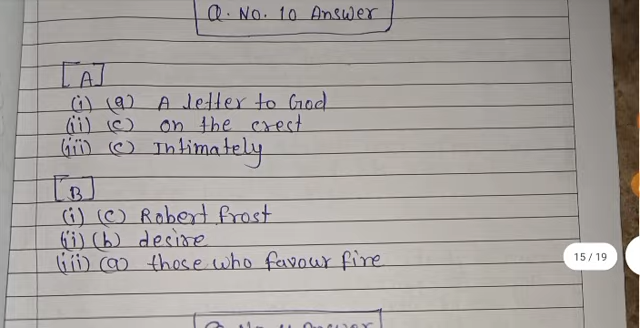 Q. No. 10 Answer
[A]
(i) (a) A letter to God
(ii) (c) on the crest
(iii) (c) Intimately
[B]
(i) (c) Robert frost
(ii) (b) desire
(iii) (a) those who favour fire
15 / 19